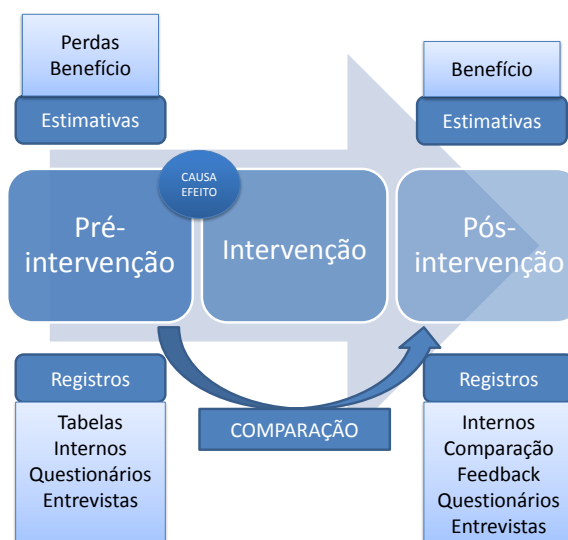 Perdas
Benefício
Estimativas
Benefício
Estimativas
CAUSA
EFEITO
Pré-
intervenção
Intervenção
Pós-
intervenção
COMPARAÇÃO
Registros
Tabelas
Internos
Questionários
Entrevistas
Registros
Internos
Comparação
Feedback
Questionários
Entrevistas